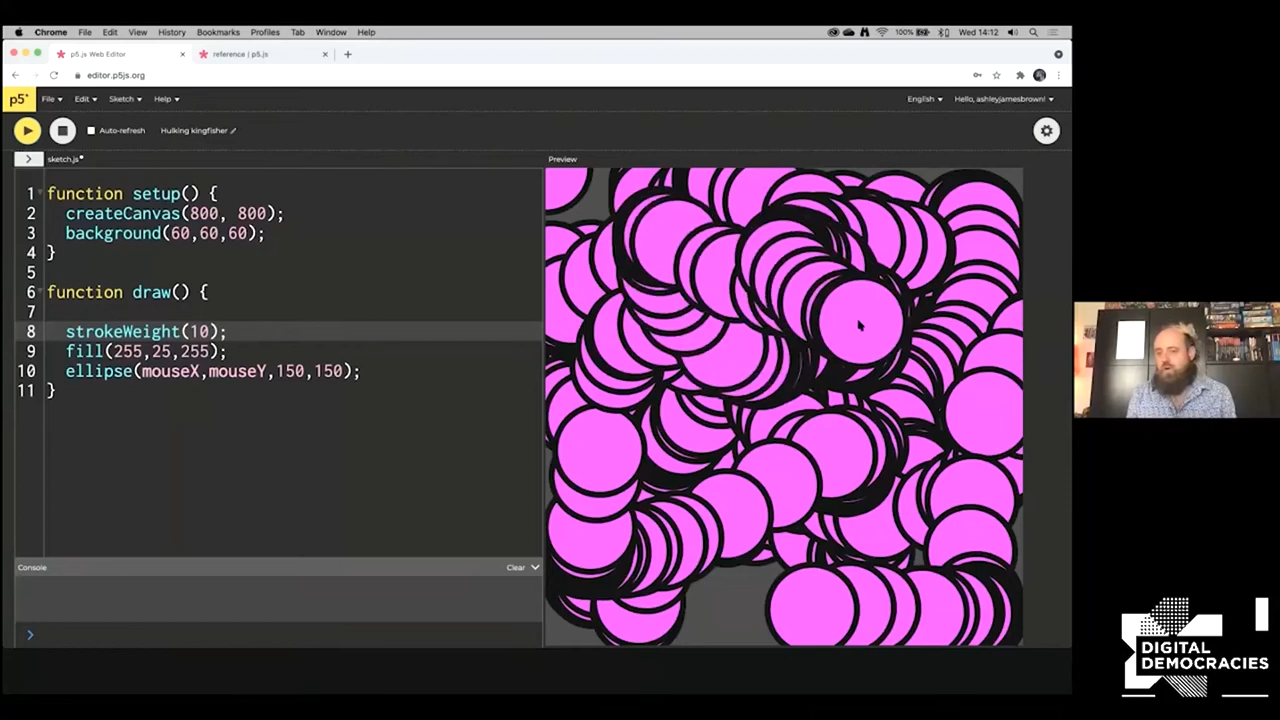 Chrome File Edit View History Bookmarks Profiles Tab Window Help 100% Wed 14:12
p5.js Web Editor reference | p5.js
editor.p5js.org
p5* File Edit Sketch Help English Hello, ashleyjamesbrown!
Auto-refresh Hulking kingfisher
sketch.js Preview
1 function setup() {
2 createCanvas(800, 800);
3 background(60,60,60);
4 }
5
6 function draw() {
7
8 strokeWeight(10);
9 fill(255,25,255);
10 ellipse(mouseX,mouseY,150,150);
11 }
Console Clear
>
DIGITAL
DEMOCRACIES